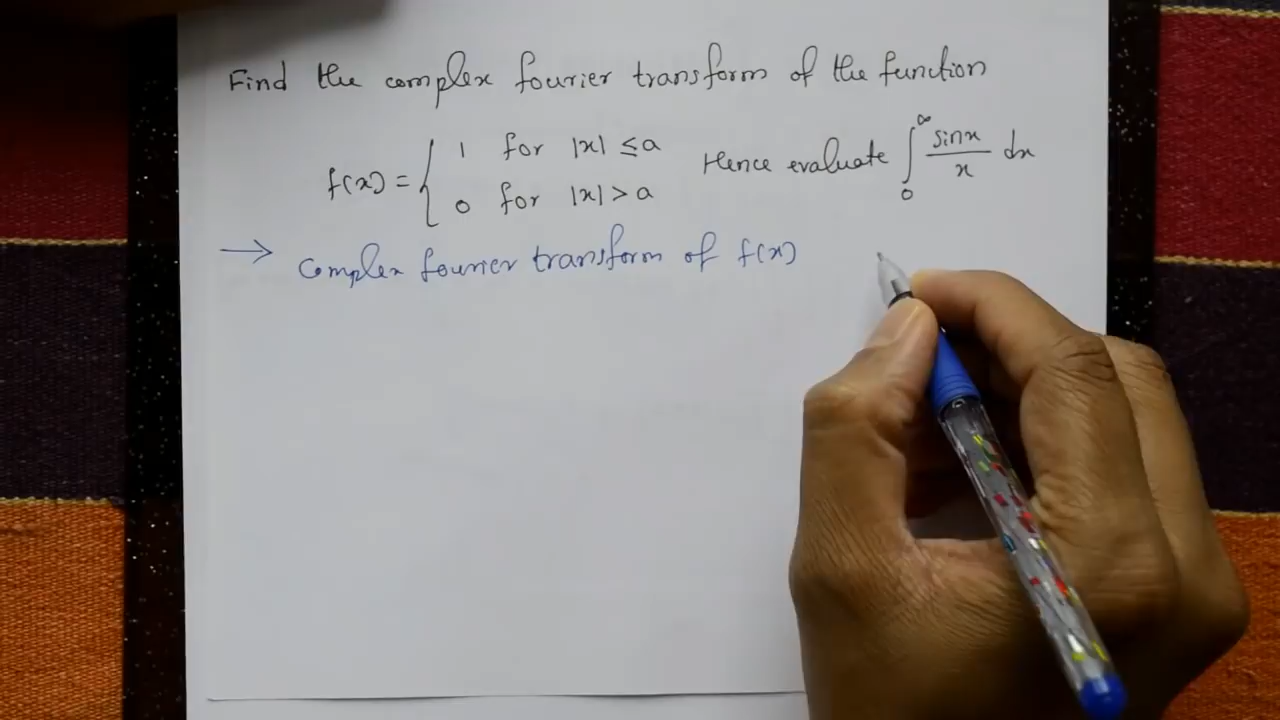 Find the complex fourier transform of the function
f(x) = { 1 for |x| ≤ a
0 for |x| > a
Hence evaluate ∫₀^∞ sinx/x dx
→ Complex fourier transform of f(x)